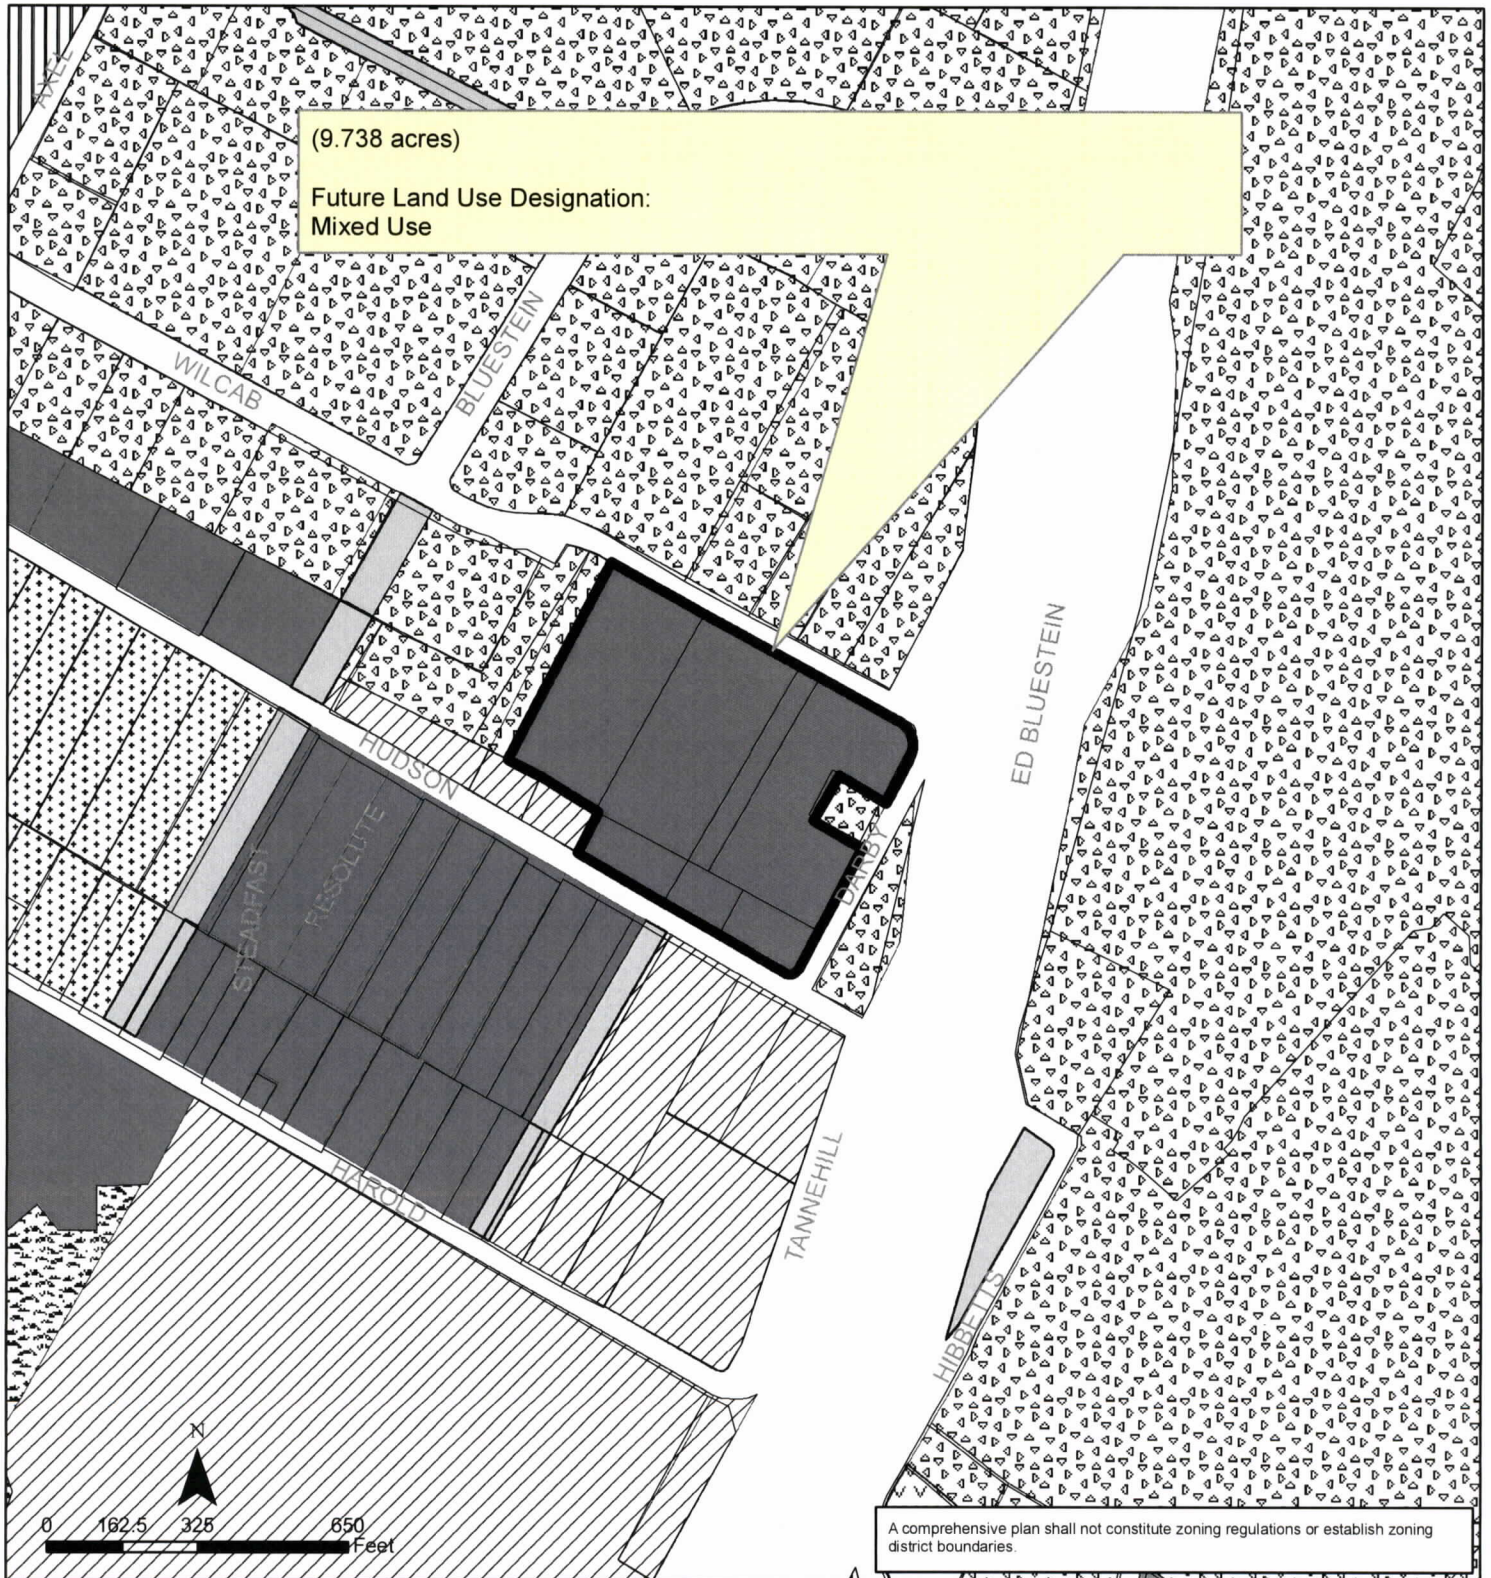 AXEL
(9.738 acres)
Future Land Use Designation:
Mixed Use
WILCAB
BLUESTEIN
ED BLUESTEIN
HUDSON
RESOLUTE
STEADFAST
DARBY
HAROLD
TANNEHILL
HIBBETTS
N
0 162.5 325 650
Feet
A comprehensive plan shall not constitute zoning regulations or establish zoning
district boundaries.